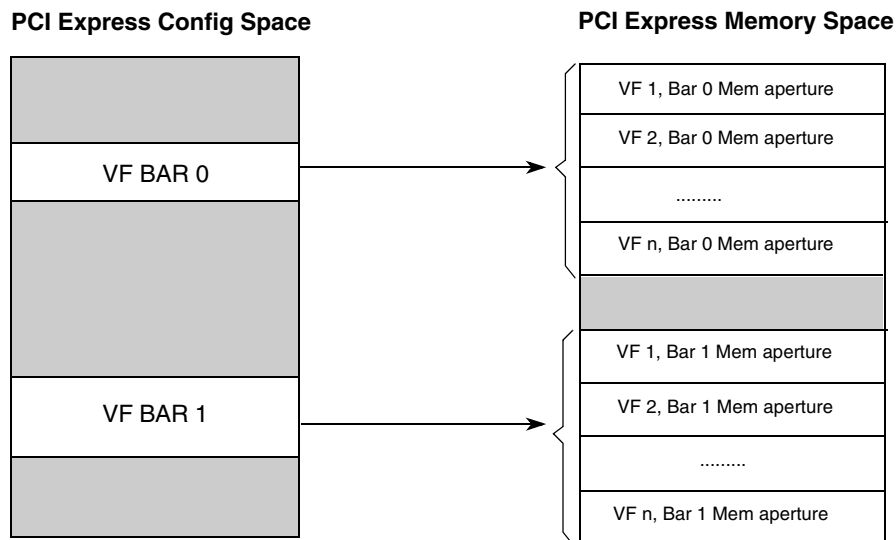 PCI Express Config Space
VF BAR 0
VF BAR 1
PCI Express Memory Space
VF 1, Bar 0 Mem aperture
VF 2, Bar 0 Mem aperture
.........
VF n, Bar 0 Mem aperture
VF 1, Bar 1 Mem aperture
VF 2, Bar 1 Mem aperture
.........
VF n, Bar 1 Mem aperture